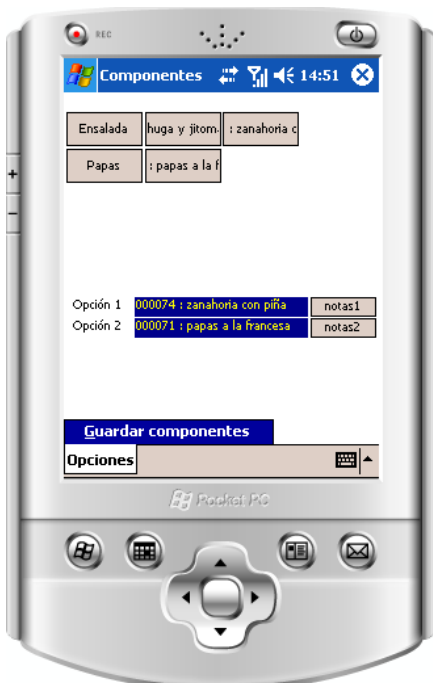 REC
Componentes 14:51
Ensalada huga y jitom. : zanahoria c
Papas : papas a la f
Opción 1 000074 : zanahoria con piña notas1
Opción 2 000071 : papas a la francesa notas2
Guardar componentes
Opciones
Pocket PC